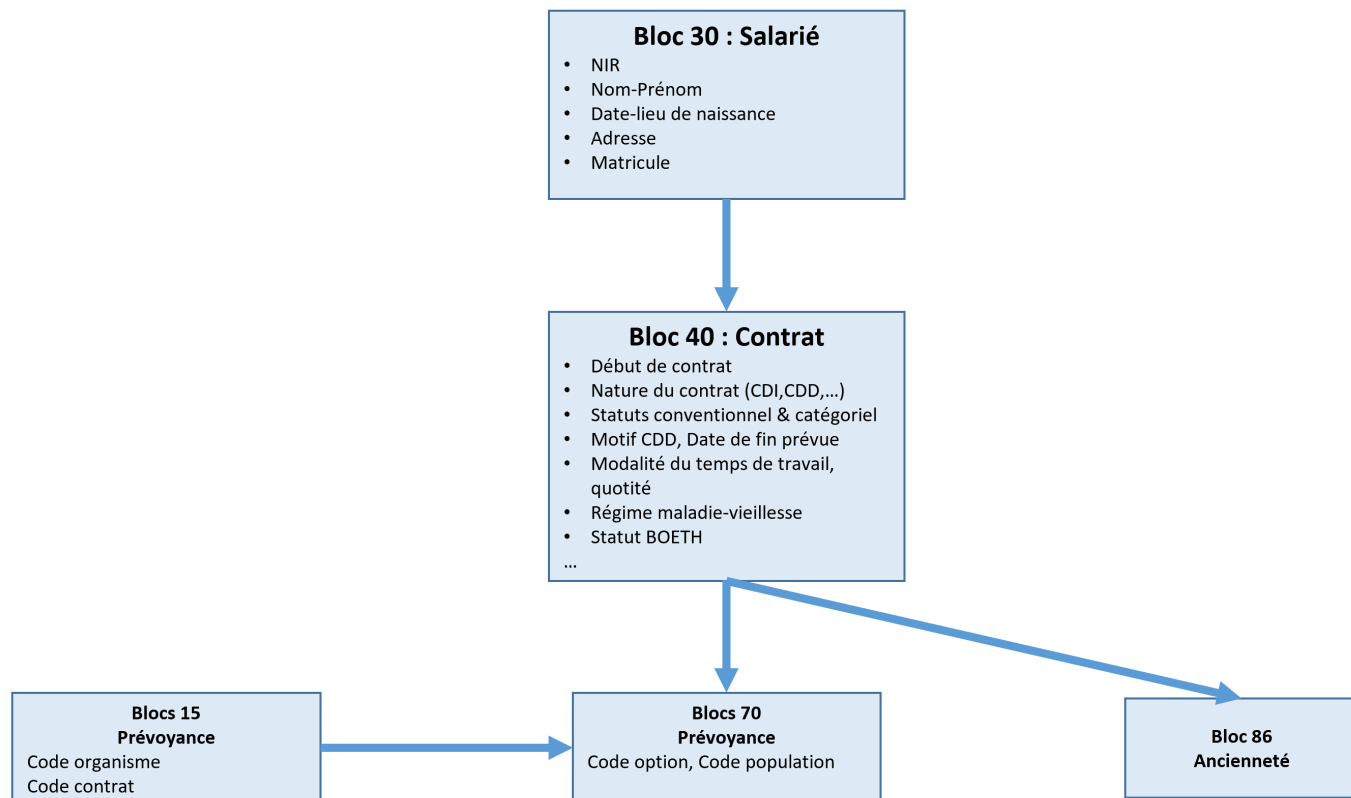 Bloc 30 : Salarié
• NIR
• Nom-Prénom
• Date-lieu de naissance
• Adresse
• Matricule
Bloc 40 : Contrat
• Début de contrat
• Nature du contrat (CDI,CDD,…)
• Statuts conventionnel & catégoriel
• Motif CDD, Date de fin prévue
• Modalité du temps de travail,
quotité
• Régime maladie-vieillesse
• Statut BOETH
…
Blocs 15
Prévoyance
Code organisme
Code contrat
Blocs 70
Prévoyance
Code option, Code population
Bloc 86
Ancienneté